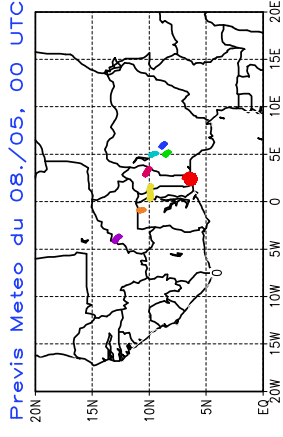 Previs Meteo du 08./05, 00 UTC
20N
15N
10N
5N
EQ
20W
15W
10W
5W
0
5E
10E
15E
20E
0